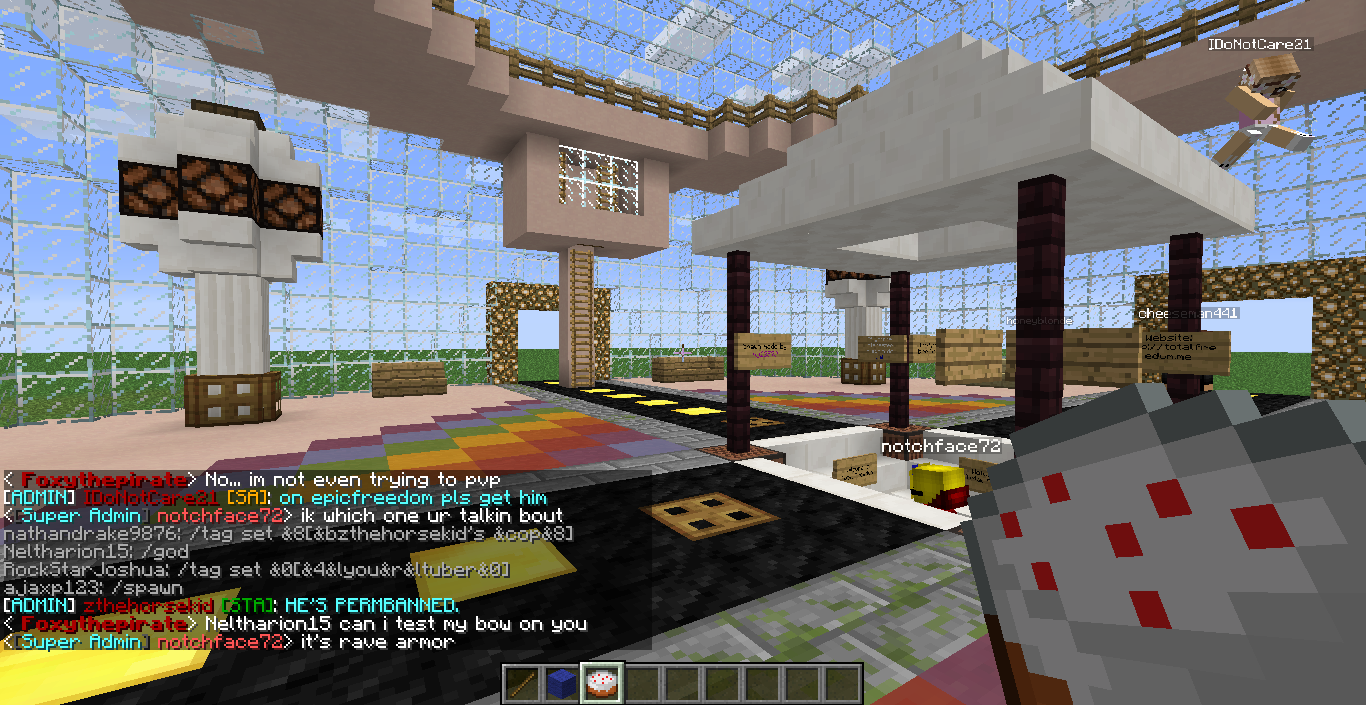 IDoNotCare21
honeyblonde
cheeseman441
Website:
totalfre
edom.me
notchface72
< Foxythepirate> No... im not even trying to pvp
[ADMIN] IDoNotCare21 [SA]: on epicfreedom pls get him
<[Super Admin] notchface72> ik which one ur talkin bout
nathandrake9876: /tag set &8[&bzthehorsekid's &cop&8]
Neltharion15: /god
RockStarJoshua: /tag set &0[&4&lyou&r&ltuber&0]
ajaxp123: /spawn
[ADMIN] zthehorsekid [STA]: HE'S PERMBANNED.
< Foxythepirate> Neltharion15 can i test my bow on you
<[Super Admin] notchface72> it's rave armor